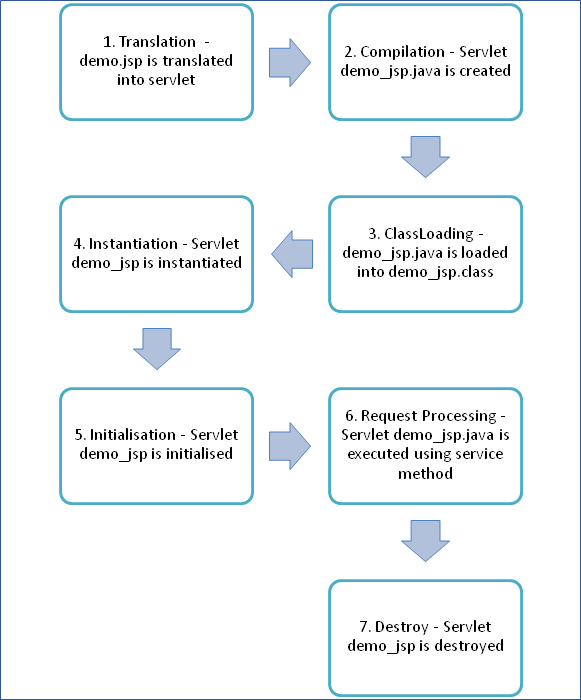 1. Translation  -
demo.jsp is translated
into servlet
2. Compilation - Servlet
demo_jsp.java is created
3. ClassLoading -
demo_jsp.java is loaded
into demo_jsp.class
4. Instantiation - Servlet
demo_jsp is instantiated
5. Initialisation - Servlet
demo_jsp is initialised
6. Request Processing -
Servlet demo_jsp.java is
executed using service
method
7. Destroy - Servlet
demo_jsp is destroyed